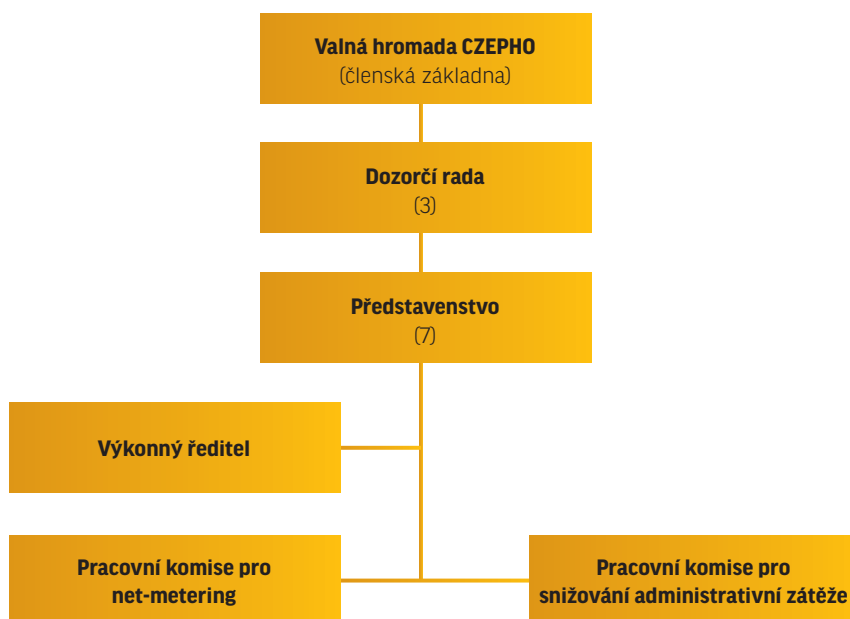 Valná hromada CZEPHO
(členská základna)
Dozorčí rada
(3)
Představenstvo
(7)
Výkonný ředitel
Pracovní komise pro
net-metering
Pracovní komise pro
snižování administrativní zátěže